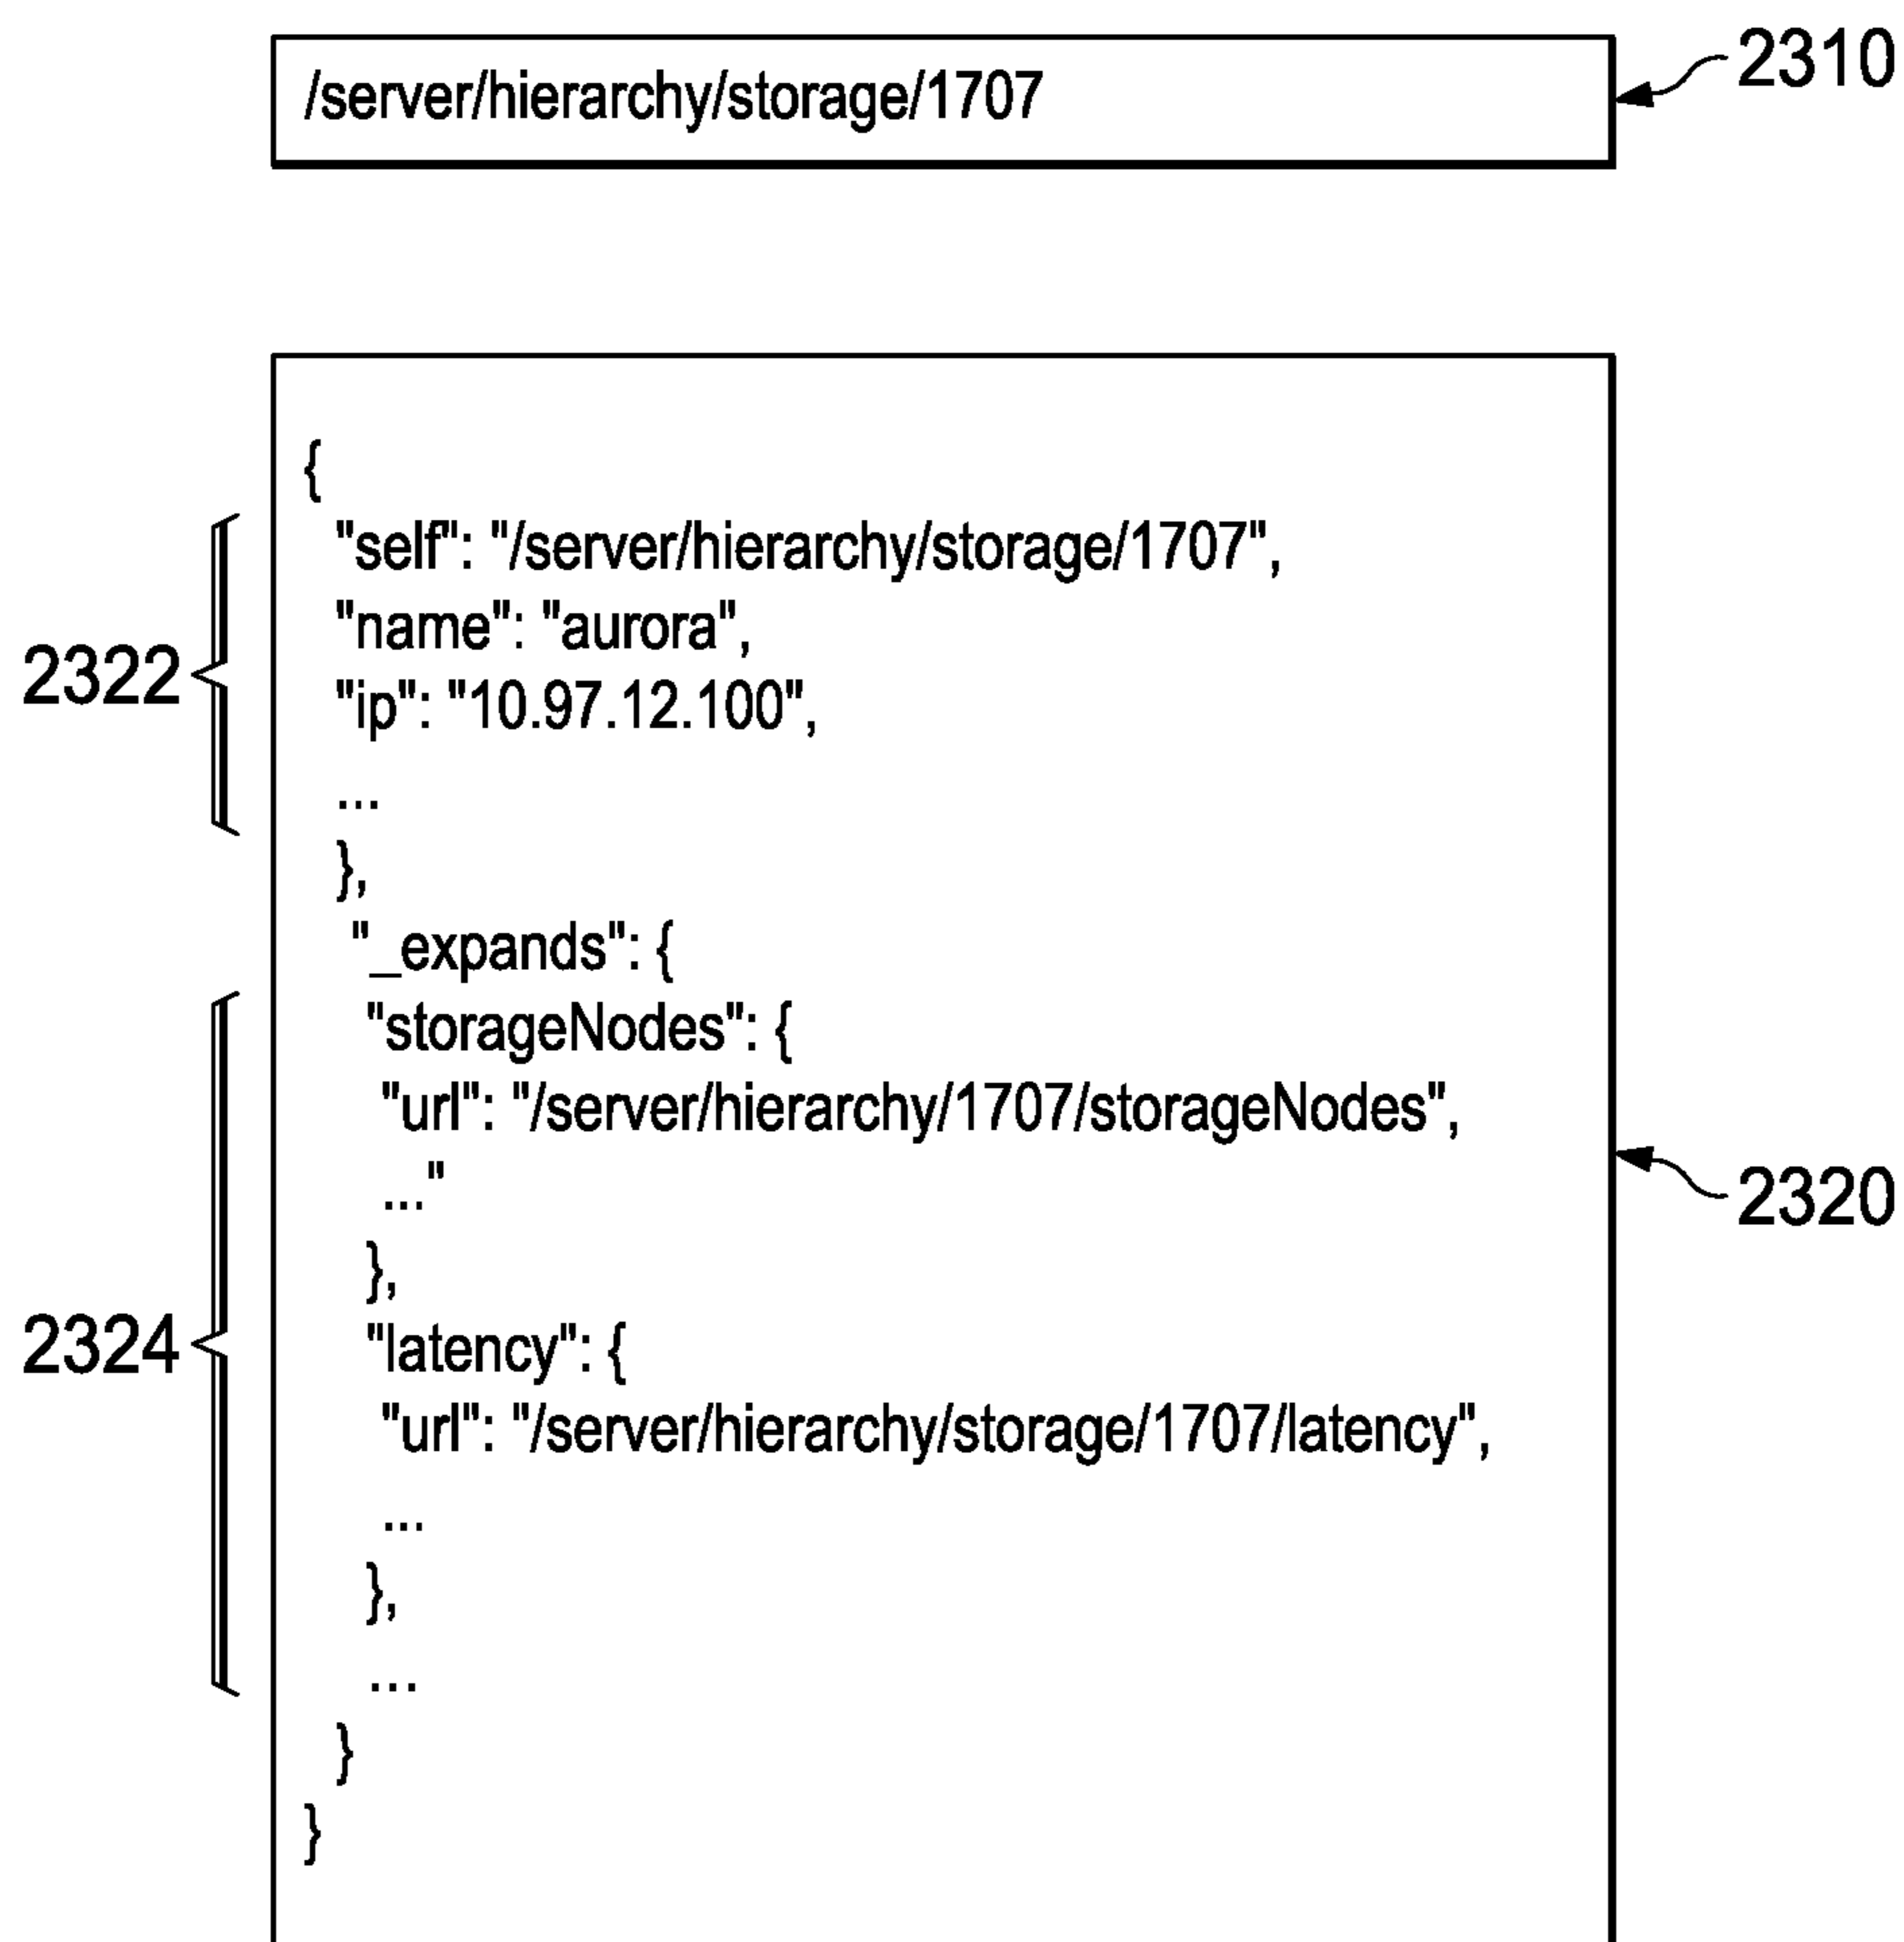 /server/hierarchy/storage/1707
2310
{
"self": "/server/hierarchy/storage/1707",
"name": "aurora",
2322
"ip": "10.97.12.100",
...
},
"_expands": {
"storageNodes": {
"url": "/server/hierarchy/1707/storageNodes",
..."
2320
},
2324
"latency": {
"url": "/server/hierarchy/storage/1707/latency",
...
},
...
}
}